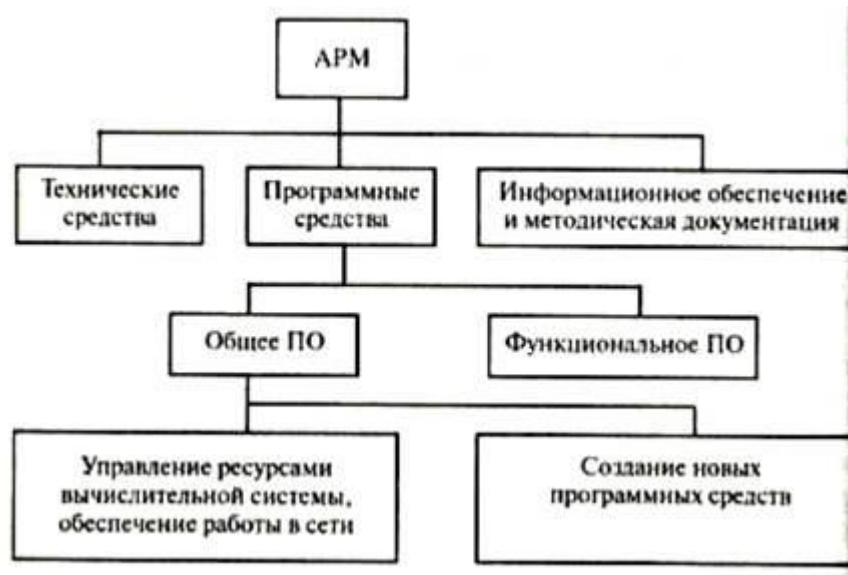 АРМ
Технические
средства
Программные
средства
Информационное обеспечение
и методическая документация
Общее ПО
Функциональное ПО
Управление ресурсами
вычислительной системы,
обеспечение работы в сети
Создание новых
программных средств